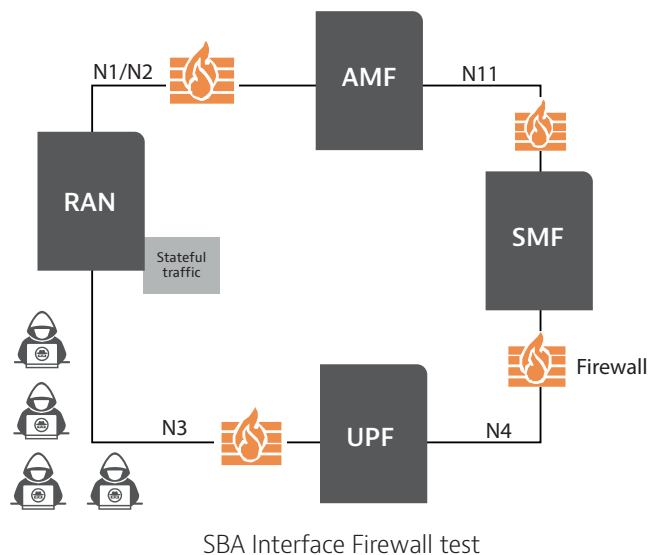 N1/N2
AMF
N11
RAN
SMF
Stateful
traffic
Firewall
N3
UPF
N4
SBA Interface Firewall test